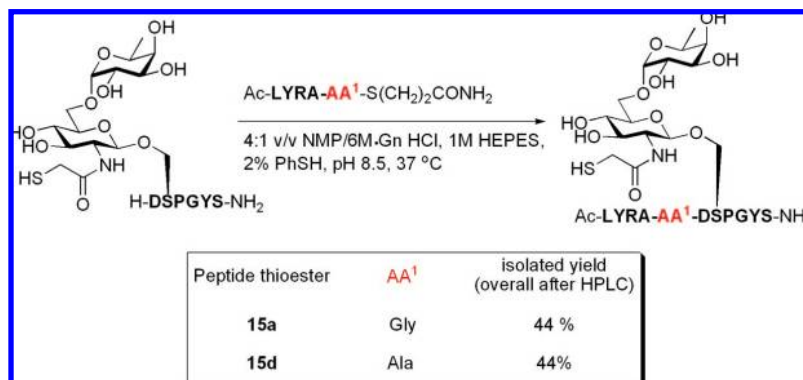 OH
O
OH
OH
O
HO
O
HO
O
NH
HS
O
H-DSPGYS-NH₂
Ac-LYRA-AA¹-S(CH₂)₂CONH₂
4:1 v/v NMP/6M.Gn HCl, 1M HEPES,
2% PhSH, pH 8.5, 37 °C
OH
O
OH
OH
O
HO
O
HO
O
NH
HS
O
Ac-LYRA-AA¹-DSPGYS-NH
Peptide thioester AA¹ isolated yield
(overall after HPLC)
15a Gly 44 %
15d Ala 44%